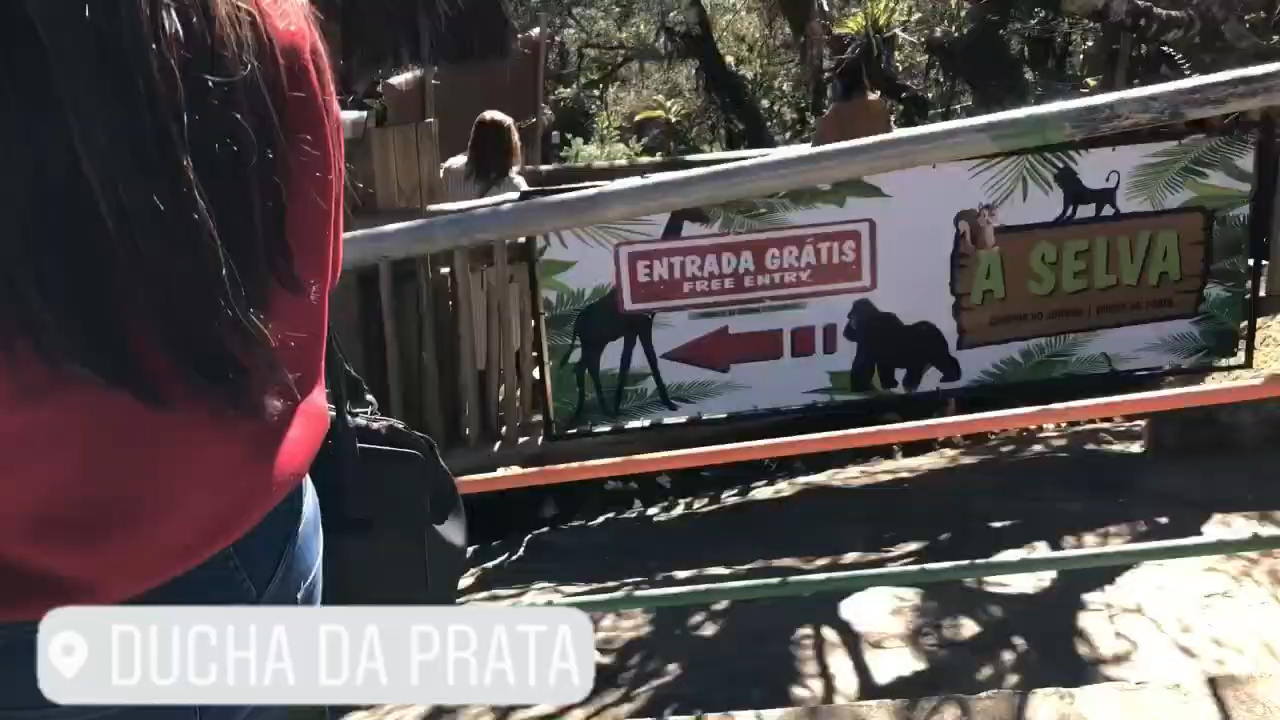 ENTRADA GRÁTIS
FREE ENTRY
A SELVA
DUCHA DA PRATA